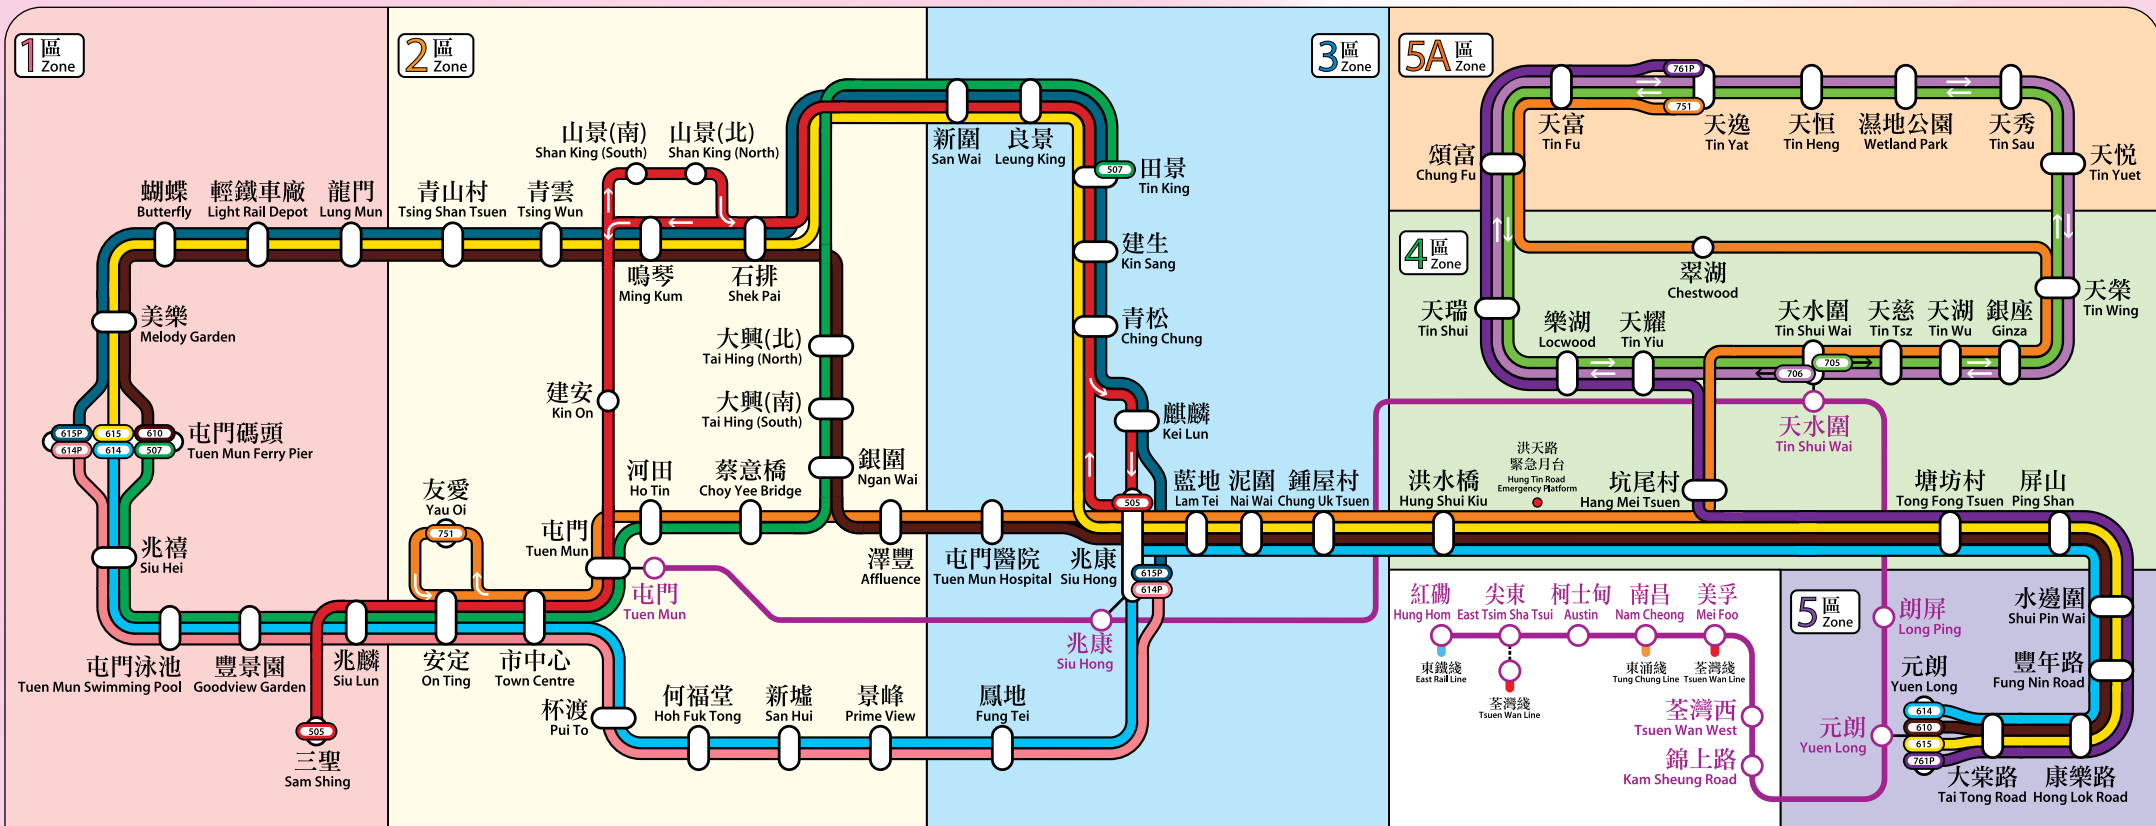 1 區
Zone
2 區
Zone
3 區
Zone
5A 區
Zone
4 區
Zone
5 區
Zone
蝴蝶
Butterfly
輕鐵車廠
Light Rail Depot
龍門
Lung Mun
青山村
Tsing Shan Tsuen
青雲
Tsing Wun
山景(南)
Shan King (South)
山景(北)
Shan King (North)
鳴琴
Ming Kum
石排
Shek Pai
新圍
San Wai
良景
Leung King
507
田景
Tin King
建生
Kin Sang
青松
Ching Chung
麒麟
Kei Lun
505
美樂
Melody Garden
615P
615
610
614P
614
507
屯門碼頭
Tuen Mun Ferry Pier
兆禧
Siu Hei
屯門泳池
Tuen Mun Swimming Pool
豐景園
Goodview Garden
兆麟
Siu Lun
505
三聖
Sam Shing
安定
On Ting
市中心
Town Centre
友愛
Yau Oi
751
建安
Kin On
屯門
Tuen Mun
屯門
Tuen Mun
河田
Ho Tin
蔡意橋
Choy Yee Bridge
大興(北)
Tai Hing (North)
大興(南)
Tai Hing (South)
銀圍
Ngan Wai
澤豐
Affluence
屯門醫院
Tuen Mun Hospital
兆康
Siu Hong
615P
614P
兆康
Siu Hong
杯渡
Pui To
何福堂
Hoh Fuk Tong
新墟
San Hui
景峰
Prime View
鳳地
Fung Tei
藍地
Lam Tei
泥圍
Nai Wai
鍾屋村
Chung Uk Tsuen
洪水橋
Hung Shui Kiu
洪天路
緊急月台
Hung Tin Road
Emergency Platform
坑尾村
Hang Mei Tsuen
塘坊村
Tong Fong Tsuen
屏山
Ping Shan
水邊圍
Shui Pin Wai
豐年路
Fung Nin Road
康樂路
Hong Lok Road
大棠路
Tai Tong Road
元朗
Yuen Long
614
610
615
761P
761P
751
天富
Tin Fu
天逸
Tin Yat
天恒
Tin Heng
濕地公園
Wetland Park
天秀
Tin Sau
天悅
Tin Yuet
頌富
Chung Fu
天瑞
Tin Shui
樂湖
Locwood
天耀
Tin Yiu
翠湖
Chestwood
天水圍
Tin Shui Wai
705
706
天慈
Tin Tsz
天湖
Tin Wu
銀座
Ginza
天榮
Tin Wing
天水圍
Tin Shui Wai
朗屏
Long Ping
元朗
Yuen Long
紅磡
Hung Hom
東鐵綫
East Rail Line
尖東
East Tsim Sha Tsui
荃灣綫
Tsuen Wan Line
柯士甸
Austin
南昌
Nam Cheong
東涌綫
Tung Chung Line
美孚
Mei Foo
荃灣綫
Tsuen Wan Line
荃灣西
Tsuen Wan West
錦上路
Kam Sheung Road